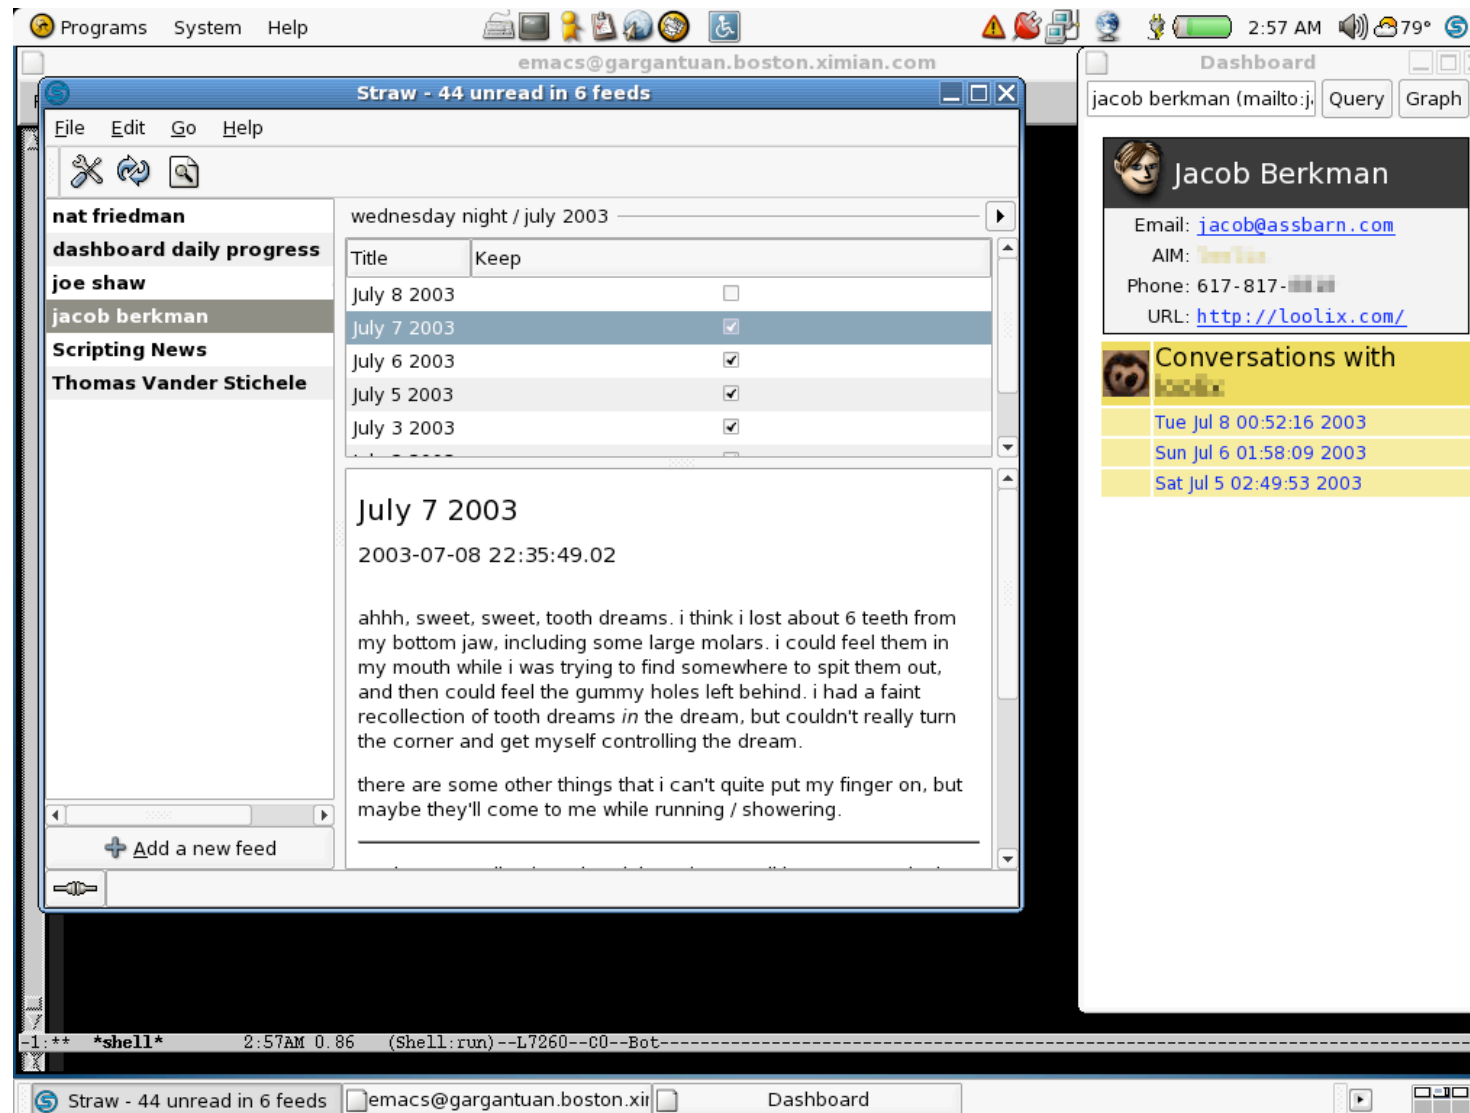 Programs System Help
2:57 AM 79°
emacs@gargantuan.boston.ximian.com
Straw - 44 unread in 6 feeds
File Edit Go Help
nat friedman
dashboard daily progress
joe shaw
jacob berkman
Scripting News
Thomas Vander Stichele
Add a new feed
wednesday night / july 2003
Title Keep
July 8 2003
July 7 2003
July 6 2003
July 5 2003
July 3 2003
July 7 2003
2003-07-08 22:35:49.02
ahhh, sweet, sweet, tooth dreams. i think i lost about 6 teeth from
my bottom jaw, including some large molars. i could feel them in
my mouth while i was trying to find somewhere to spit them out,
and then could feel the gummy holes left behind. i had a faint
recollection of tooth dreams in the dream, but couldn't really turn
the corner and get myself controlling the dream.
there are some other things that i can't quite put my finger on, but
maybe they'll come to me while running / showering.
Dashboard
jacob berkman (mailto:j
Query Graph
Jacob Berkman
Email: jacob@assbarn.com
AIM:
Phone: 617-817-
URL: http://loolix.com/
Conversations with
Tue Jul 8 00:52:16 2003
Sun Jul 6 01:58:09 2003
Sat Jul 5 02:49:53 2003
-1:** *shell* 2:57AM 0.86 (Shell:run)--L7260--C0--Bot----
Straw - 44 unread in 6 feeds
emacs@gargantuan.boston.xir
Dashboard